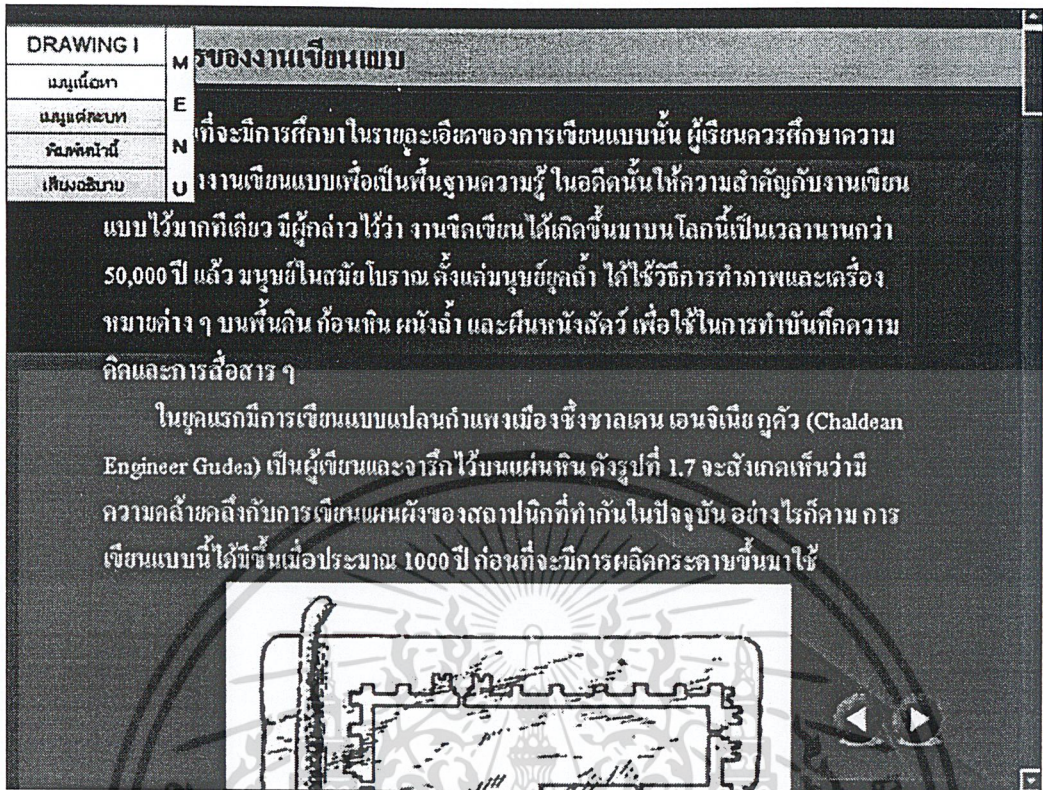 DRAWING I
เมนูเนื้อหา
เมนูแต่ละบท
พิมพ์หน้านี้
เสียงอธิบาย
M
E
N
U
รของงานเขียนแบบ
ที่จะมีการศึกษาในรายละเอียดของการเขียนแบบนั้น ผู้เรียนควรศึกษาความ
งานเขียนแบบเพื่อเป็นพื้นฐานความรู้ ในอดีตนั้นให้ความสำคัญกับงานเขียน
แบบไว้มากทีเดียว มีผู้กล่าวไว้ว่า งานขีดเขียนได้เกิดขึ้นมาบนโลกนี้เป็นเวลานานกว่า
50,000 ปี แล้ว มนุษย์ในสมัยโบราณ ตั้งแต่มนุษย์ยุคถ้ำ ได้ใช้วิธีการทำภาพและเครื่อง
หมายต่าง ๆ บนพื้นดิน ก้อนหิน ผนังถ้ำ และผืนหนังสัตว์ เพื่อใช้ในการทำบันทึกความ
คิดและการสื่อสาร ๆ
ในยุคแรกมีการเขียนแบบแปลนกำแพงเมืองซึ่งชาลเดน เอนจิเนีย กูดัว (Chaldean
Engineer Gudea) เป็นผู้เขียนและจารึกไว้บนแผ่นหิน ดังรูปที่ 1.7 จะสังเกตเห็นว่ามี
ความคล้ายคลึงกับการเขียนแผนผังของสถาปนิกที่ทำกันในปัจจุบัน อย่างไรก็ตาม การ
เขียนแบบนี้ได้มีขึ้นเมื่อประมาณ 1000 ปี ก่อนที่จะมีการผลิตกระดาษขึ้นมาใช้